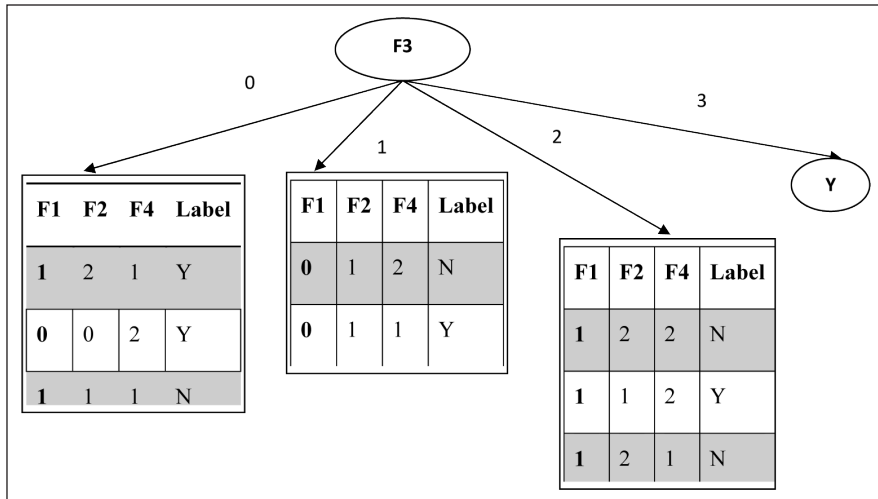 F3
0
1
2
3
Y
F1 F2 F4 Label
1 2 1 Y
0 0 2 Y
1 1 1 N
F1 F2 F4 Label
0 1 2 N
0 1 1 Y
F1 F2 F4 Label
1 2 2 N
1 1 2 Y
1 2 1 N